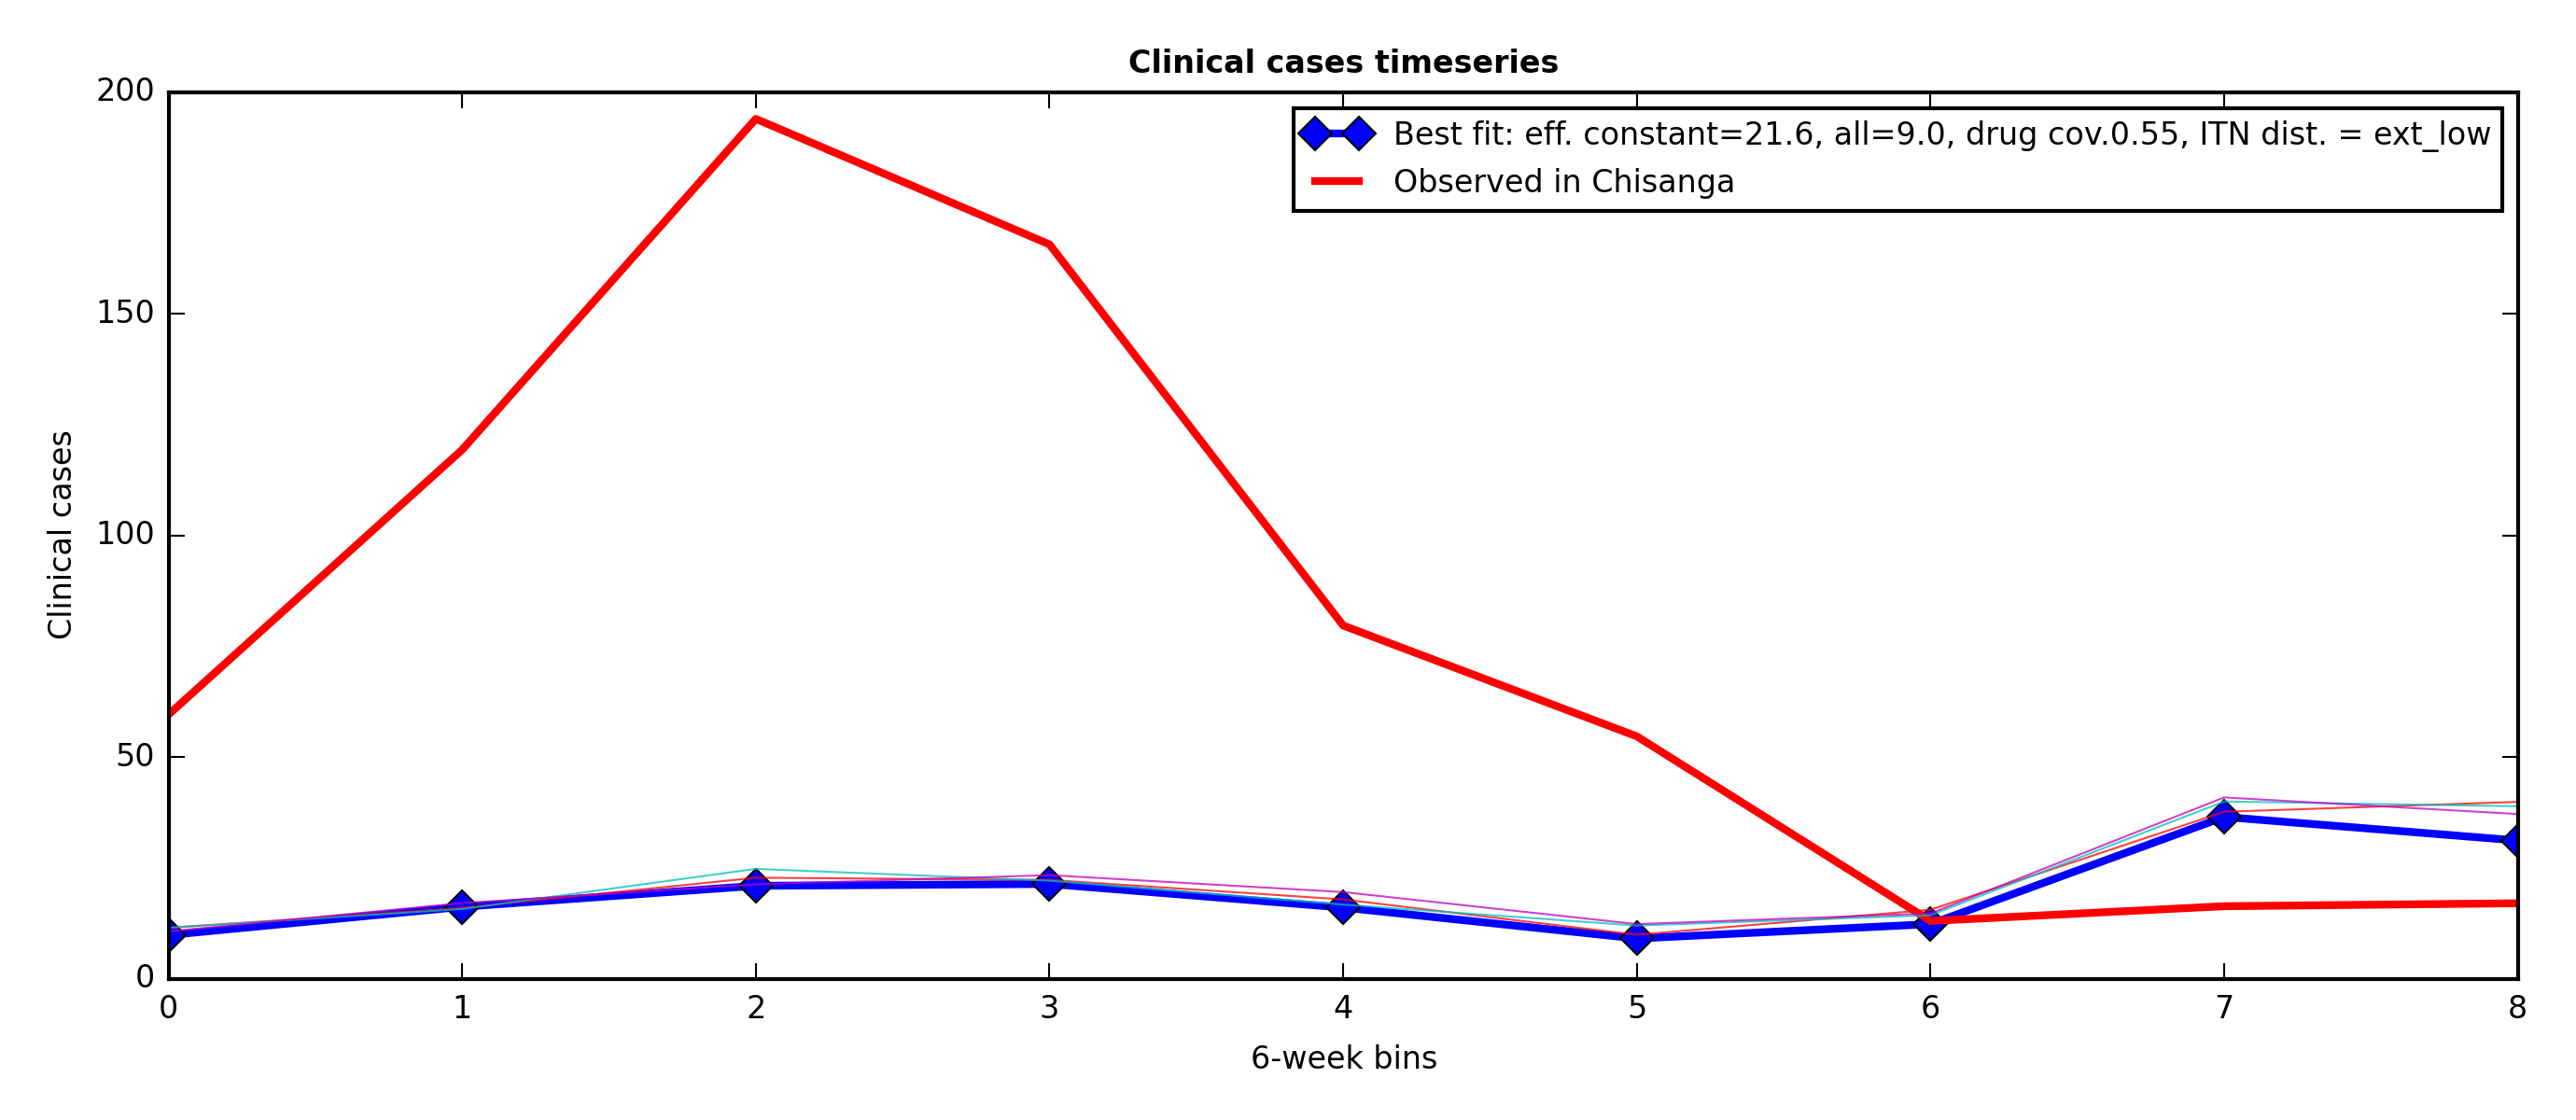 Clinical cases timeseries
Best fit: eff. constant=21.6, all=9.0, drug cov.0.55, ITN dist. = ext_low
Observed in Chisanga
Clinical cases
200
150
100
50
0
0 1 2 3 4 5 6 7 8
6-week bins